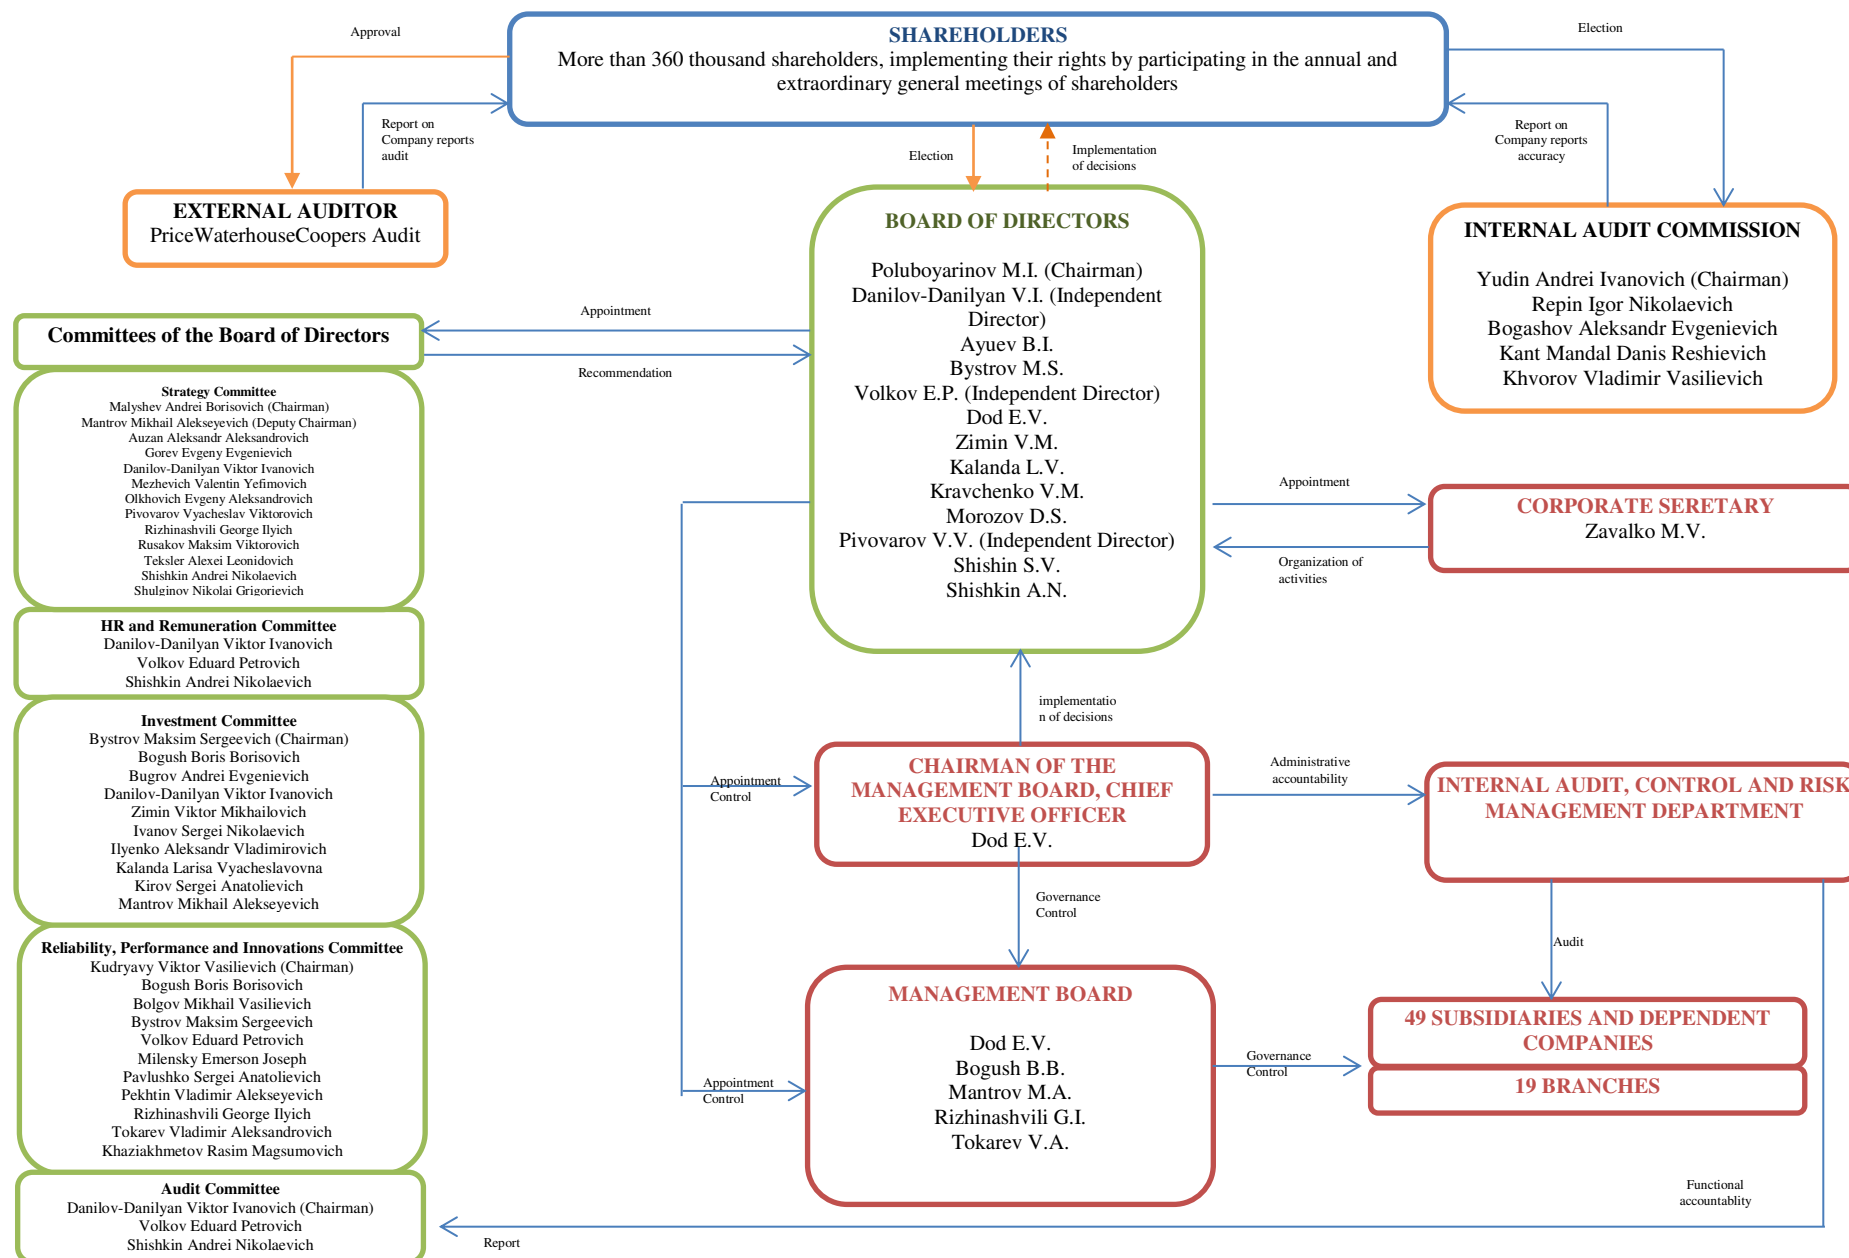 Approval
SHAREHOLDERS
More than 360 thousand shareholders, implementing their rights by participating in the annual and
extraordinary general meetings of shareholders
Election
Report on
Company reports
audit
Election
Implementation
of decisions
Report on
Company reports
accuracy
EXTERNAL AUDITOR
PriceWaterhouseCoopers Audit
BOARD OF DIRECTORS
Poluboyarinov M.I. (Chairman)
Danilov-Danilyan V.I. (Independent
Director)
Ayuev B.I.
Bystrov M.S.
Volkov E.P. (Independent Director)
Dod E.V.
Zimin V.M.
Kalanda L.V.
Kravchenko V.M.
Morozov D.S.
Pivovarov V.V. (Independent Director)
Shishin S.V.
Shishkin A.N.
INTERNAL AUDIT COMMISSION
Yudin Andrei Ivanovich (Chairman)
Repin Igor Nikolaevich
Bogashov Aleksandr Evgenievich
Kant Mandal Danis Reshievich
Khvorov Vladimir Vasilievich
Appointment
Recommendation
Committees of the Board of Directors
Strategy Committee
Malyshev Andrei Borisovich (Chairman)
Mantrov Mikhail Alekseyevich (Deputy Chairman)
Auzan Aleksandr Aleksandrovich
Gorev Evgeny Evgenievich
Danilov-Danilyan Viktor Ivanovich
Mezhevich Valentin Yefimovich
Olkhovich Evgeny Aleksandrovich
Pivovarov Vyacheslav Viktorovich
Rizhinashvili George Ilyich
Rusakov Maksim Viktorovich
Teksler Alexei Leonidovich
Shishkin Andrei Nikolaevich
Shulginov Nikolai Grigorievich
HR and Remuneration Committee
Danilov-Danilyan Viktor Ivanovich
Volkov Eduard Petrovich
Shishkin Andrei Nikolaevich
Investment Committee
Bystrov Maksim Sergeevich (Chairman)
Bogush Boris Borisovich
Bugrov Andrei Evgenievich
Danilov-Danilyan Viktor Ivanovich
Zimin Viktor Mikhailovich
Ivanov Sergei Nikolaevich
Ilyenko Aleksandr Vladimirovich
Kalanda Larisa Vyacheslavovna
Kirov Sergei Anatolievich
Mantrov Mikhail Alekseyevich
Reliability, Performance and Innovations Committee
Kudryavy Viktor Vasilievich (Chairman)
Bogush Boris Borisovich
Bolgov Mikhail Vasilievich
Bystrov Maksim Sergeevich
Volkov Eduard Petrovich
Milensky Emerson Joseph
Pavlushko Sergei Anatolievich
Pekhtin Vladimir Alekseyevich
Rizhinashvili George Ilyich
Tokarev Vladimir Aleksandrovich
Khaziakhmetov Rasim Magsumovich
Audit Committee
Danilov-Danilyan Viktor Ivanovich (Chairman)
Volkov Eduard Petrovich
Shishkin Andrei Nikolaevich
Appointment
Organization of
activities
CORPORATE SERETARY
Zavalko M.V.
implementatio
n of decisions
Appointment
Control
CHAIRMAN OF THE
MANAGEMENT BOARD, CHIEF
EXECUTIVE OFFICER
Dod E.V.
Administrative
accountability
INTERNAL AUDIT, CONTROL AND RISK
MANAGEMENT DEPARTMENT
Governance
Control
Audit
Appointment
Control
MANAGEMENT BOARD
Dod E.V.
Bogush B.B.
Mantrov M.A.
Rizhinashvili G.I.
Tokarev V.A.
Governance
Control
49 SUBSIDIARIES AND DEPENDENT
COMPANIES
19 BRANCHES
Functional
accountablity
Report